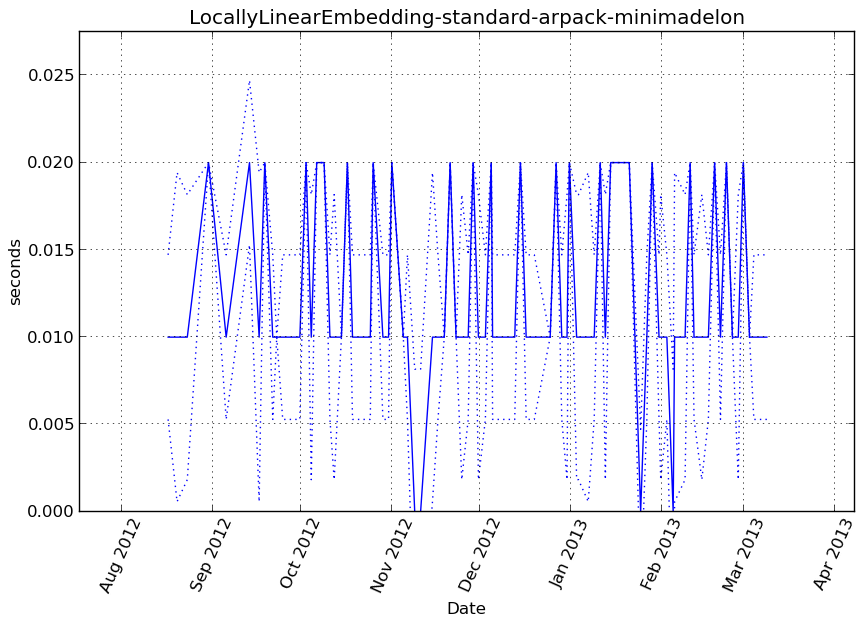 LocallyLinearEmbedding-standard-arpack-minimadelon
0.025
0.020
0.015
0.010
0.005
0.000
seconds
Aug 2012
Sep 2012
Oct 2012
Nov 2012
Dec 2012
Jan 2013
Feb 2013
Mar 2013
Apr 2013
Date